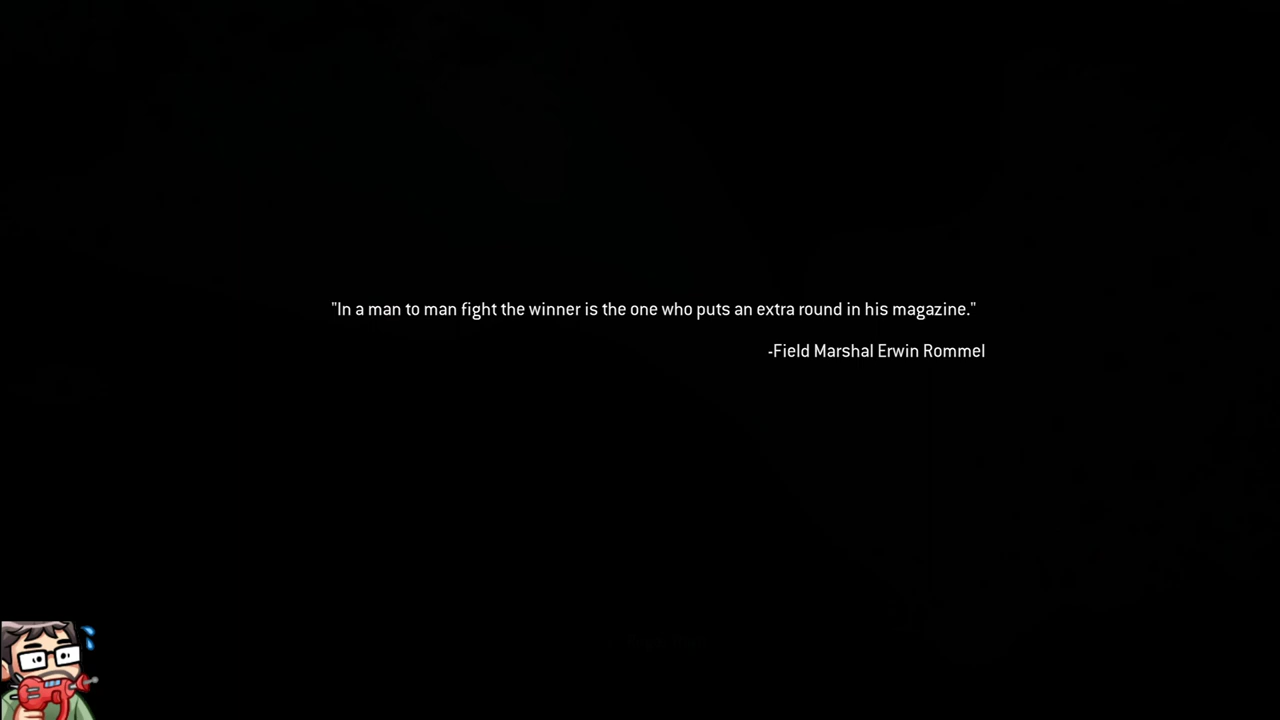 "In a man to man fight the winner is the one who puts an extra round in his magazine."
-Field Marshal Erwin Rommel